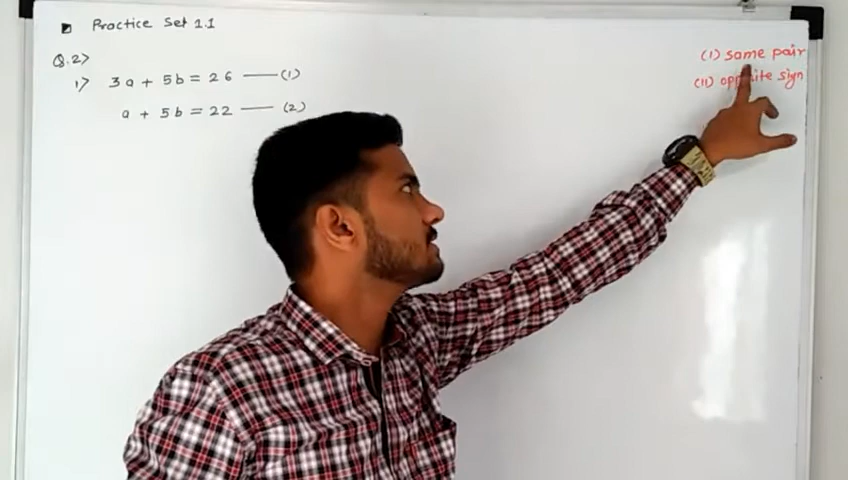 Practice Set 1.1
Q.2>
1> 3a + 5b = 26 —— (1)
a + 5b = 22 —— (2)
(I) same pair
(II) opposite sign